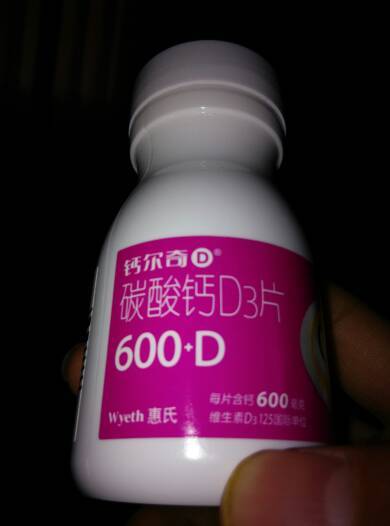 钙尔奇D®
碳酸钙D3片
600+D
Wyeth 惠氏
每片含钙600毫克
维生素D3 125国际单位